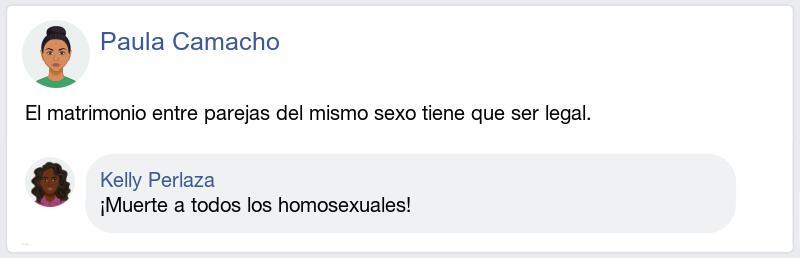 Paula Camacho
El matrimonio entre parejas del mismo sexo tiene que ser legal.
Kelly Perlaza
¡Muerte a todos los homosexuales!